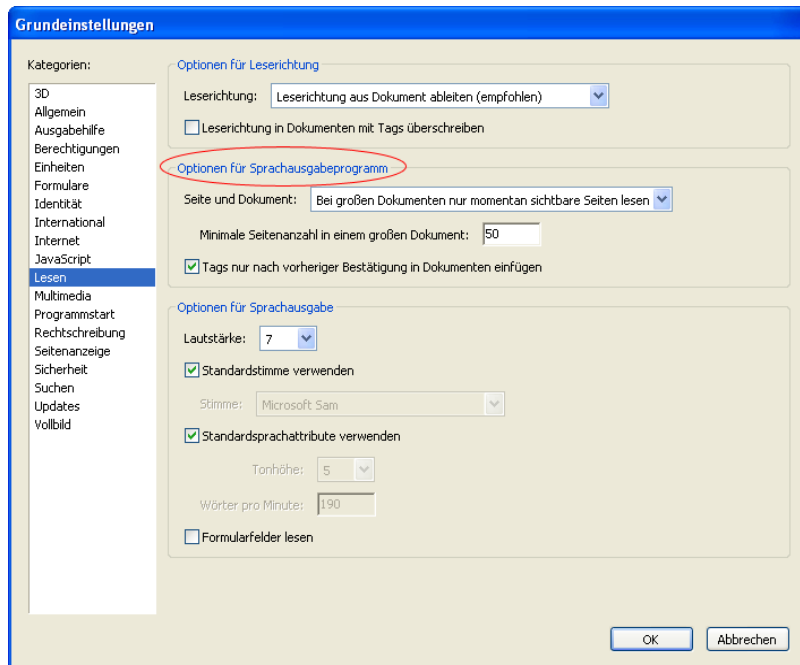 Grundeinstellungen
Kategorien:
3D
Allgemein
Ausgabehilfe
Berechtigungen
Einheiten
Formulare
Identität
International
Internet
JavaScript
Lesen
Multimedia
Programmstart
Rechtschreibung
Seitenanzeige
Sicherheit
Suchen
Updates
Vollbild
Optionen für Leserichtung
Leserichtung: Leserichtung aus Dokument ableiten (empfohlen)
Leserichtung in Dokumenten mit Tags überschreiben
Optionen für Sprachausgabeprogramm
Seite und Dokument: Bei großen Dokumenten nur momentan sichtbare Seiten lesen
Minimale Seitenanzahl in einem großen Dokument: 50
Tags nur nach vorheriger Bestätigung in Dokumenten einfügen
Optionen für Sprachausgabe
Lautstärke: 7
Standardstimme verwenden
Stimme: Microsoft Sam
Standardsprachattribute verwenden
Tonhöhe: 5
Wörter pro Minute: 190
Formularfelder lesen
OK Abbrechen